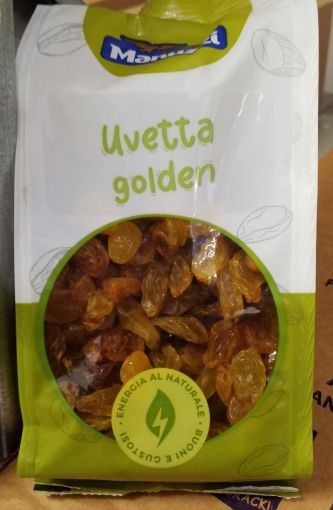 Uvetta
golden
ENERGIA AL NATURALE
• BUONI E GUSTOSI •